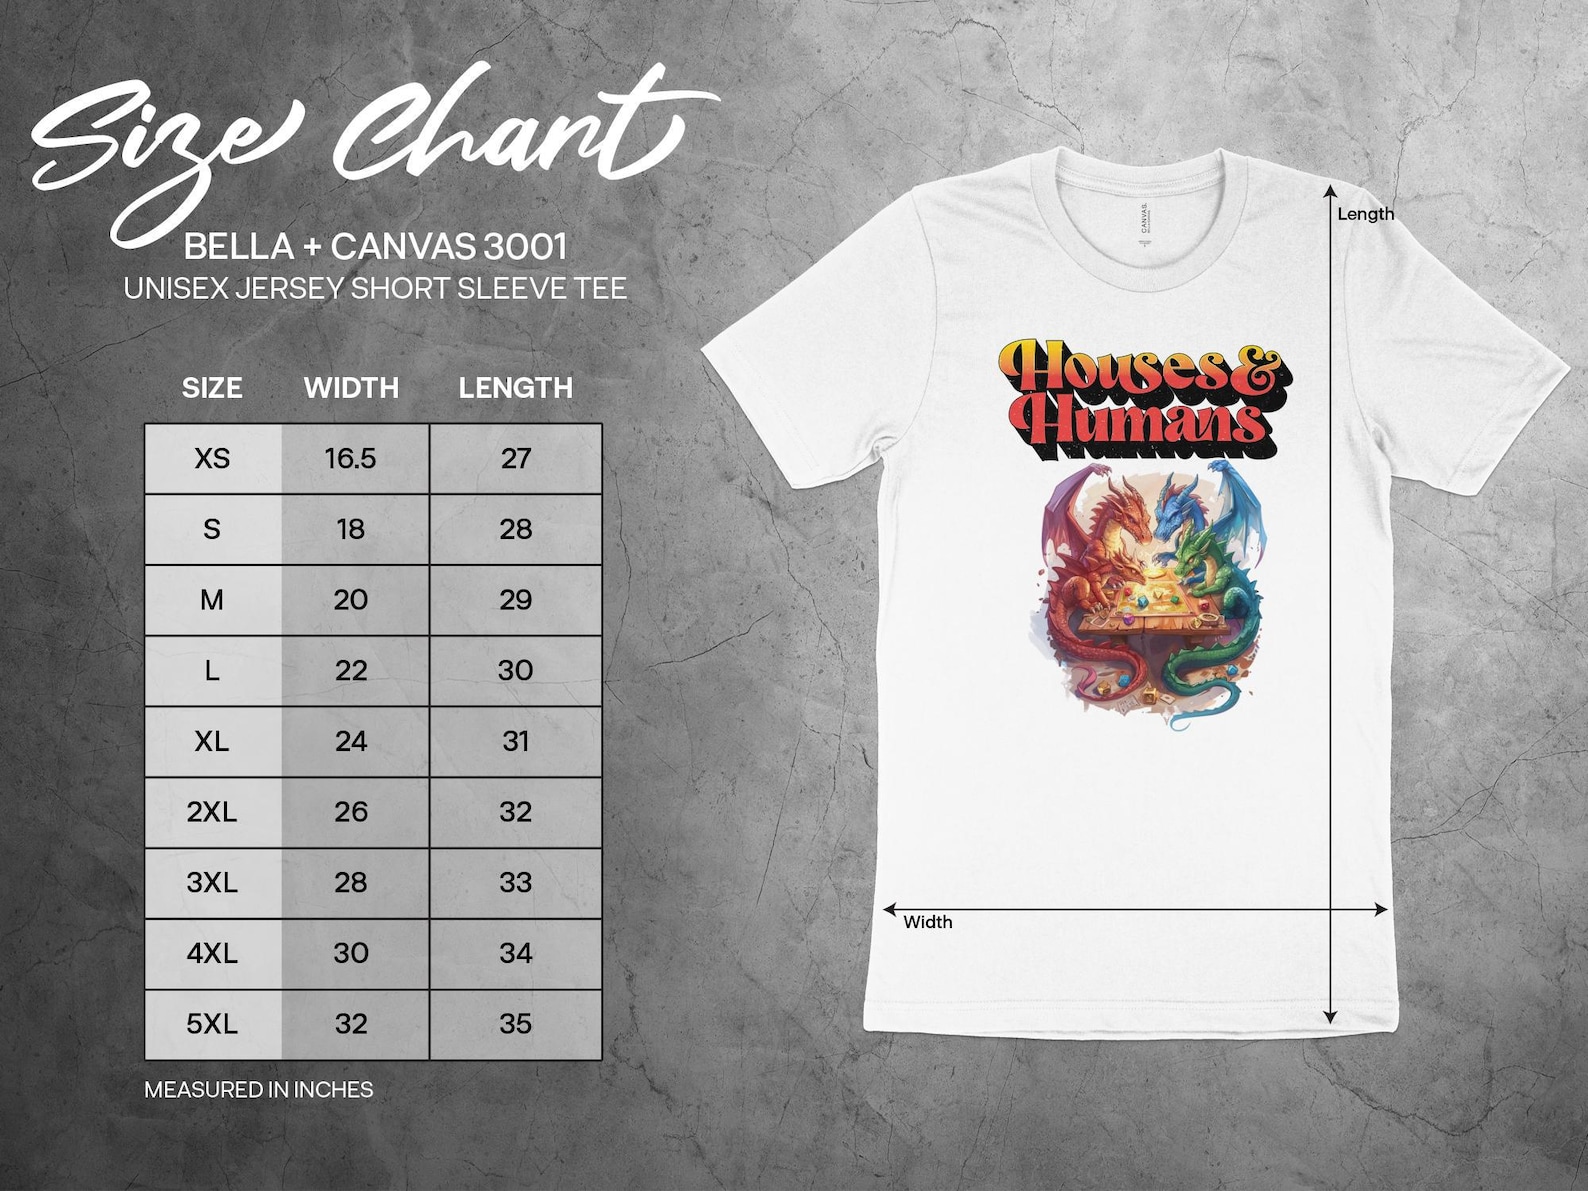 Size Chart
BELLA + CANVAS 3001
UNISEX JERSEY SHORT SLEEVE TEE
SIZE WIDTH LENGTH
XS 16.5 27
S 18 28
M 20 29
L 22 30
XL 24 31
2XL 26 32
3XL 28 33
4XL 30 34
5XL 32 35
MEASURED IN INCHES
CANVAS.
Length
Houses &
Humans
Width